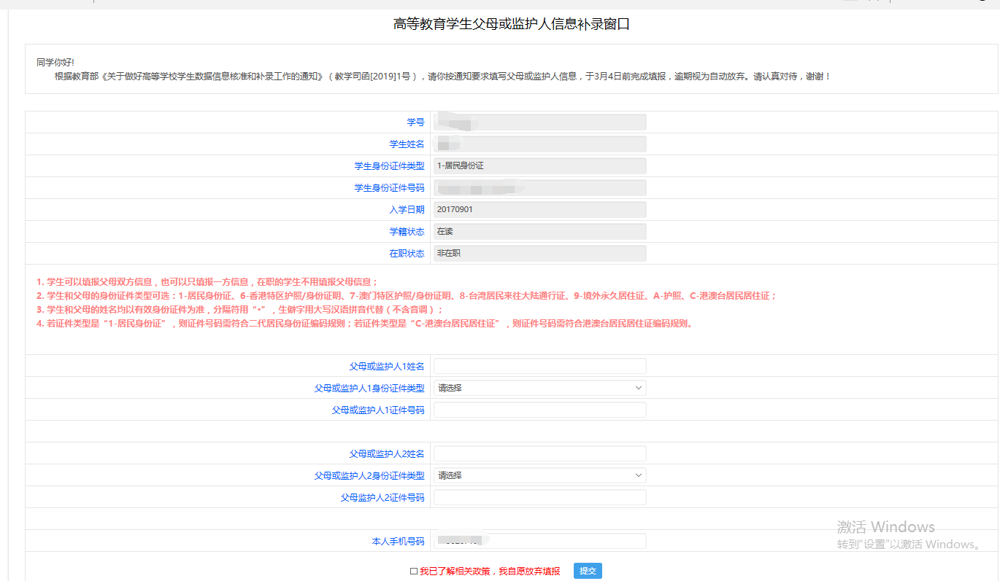 高等教育学生父母或监护人信息补录窗口
同学你好!
根据教育部《关于做好高等学校学生数据信息核准和补录工作的通知》（教学司函[2019]1号），请你按通知要求填写父母或监护人信息，于3月4日前完成填报，逾期视为自动放弃。请认真对待，谢谢！
学号
学生姓名
学生身份证件类型 1-居民身份证
学生身份证件号码
入学日期 20170901
学籍状态 在读
在职状态 非在职
1. 学生可以填报父母双方信息，也可以只填报一方信息，在职的学生不用填报父母信息；
2. 学生和父母的身份证件类型可选：1-居民身份证、6-香港特区护照/身份证明、7-澳门特区护照/身份证明、8-台湾居民来往大陆通行证、9-境外永久居住证、A-护照、C-港澳台居民居住证；
3. 学生和父母的姓名均以有效身份证件为准，分隔符用“•”，生僻字用大写汉语拼音代替（不含音调）；
4. 若证件类型是“1-居民身份证”，则证件号码需符合二代居民身份证编码规则；若证件类型是“C-港澳台居民居住证”，则证件号码需符合港澳台居民居住证编码规则。
父母或监护人1姓名
父母或监护人1身份证件类型 请选择
父母或监护人1证件号码
父母或监护人2姓名
父母或监护人2身份证件类型 请选择
父母监护人2证件号码
本人手机号码
我已了解相关政策，我自愿放弃填报 提交
激活 Windows
转到“设置”以激活 Windows。